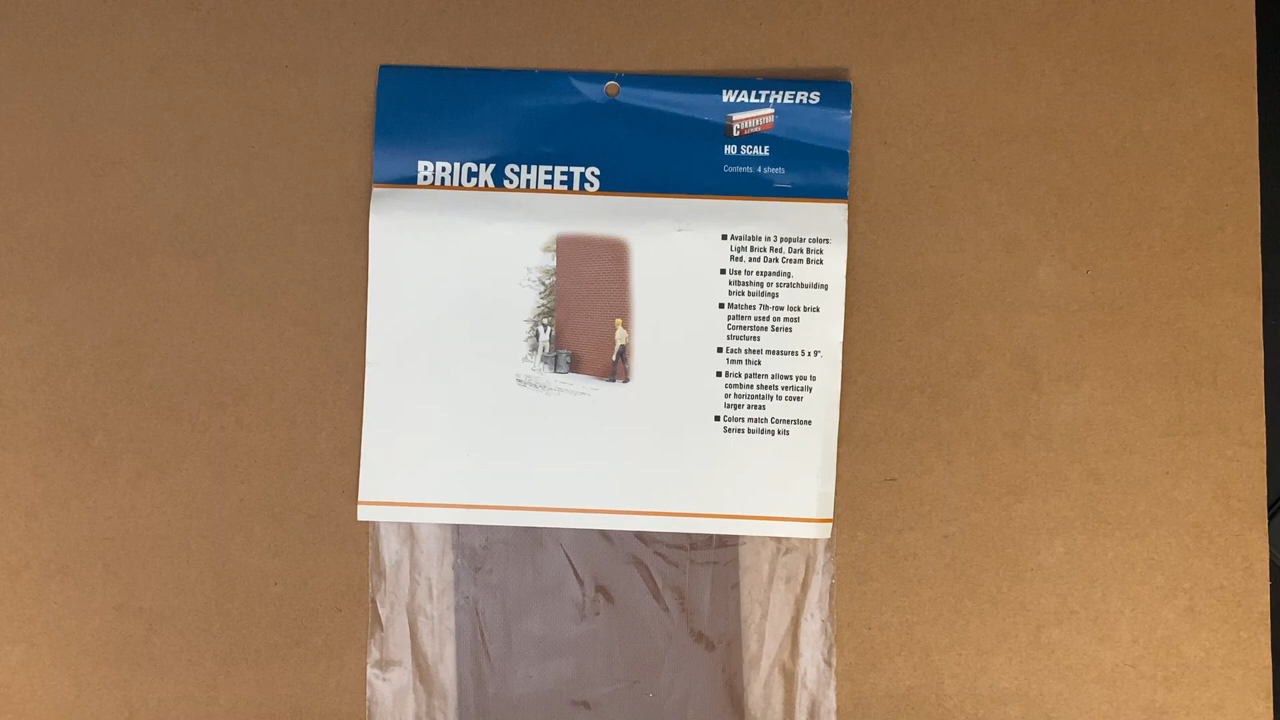 WALTHERS
CORNERSTONE
SERIES
HO SCALE
Contents: 4 sheets
BRICK SHEETS
■ Available in 3 popular colors:
Light Brick Red, Dark Brick
Red, and Dark Cream Brick
■ Use for expanding,
kitbashing or scratchbuilding
brick buildings
■ Matches 7th-row lock brick
pattern used on most
Cornerstone Series
structures
■ Each sheet measures 5 x 9",
1mm thick
■ Brick pattern allows you to
combine sheets vertically
or horizontally to cover
larger areas
■ Colors match Cornerstone
Series building kits